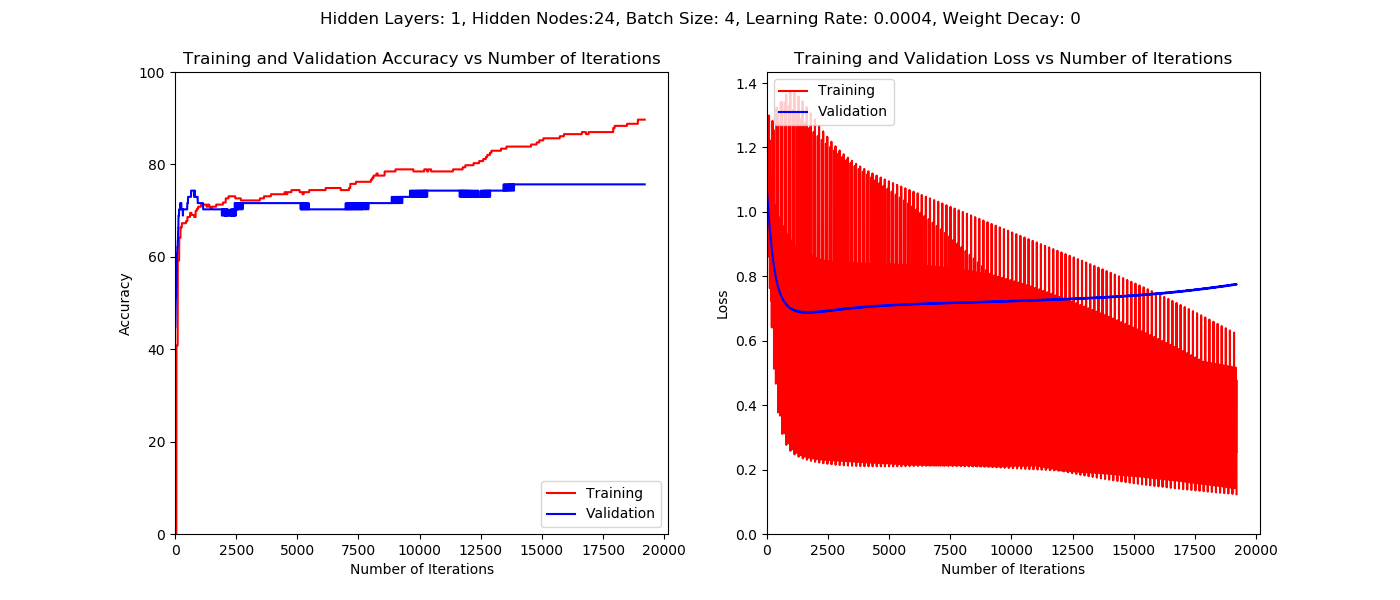 Hidden Layers: 1, Hidden Nodes:24, Batch Size: 4, Learning Rate: 0.0004, Weight Decay: 0
Training and Validation Accuracy vs Number of Iterations
100
80
60
40
20
0
Accuracy
0 2500 5000 7500 10000 12500 15000 17500 20000
Number of Iterations
Training
Validation
Training and Validation Loss vs Number of Iterations
Training
Validation
1.4
1.2
1.0
0.8
0.6
0.4
0.2
0.0
Loss
0 2500 5000 7500 10000 12500 15000 17500 20000
Number of Iterations